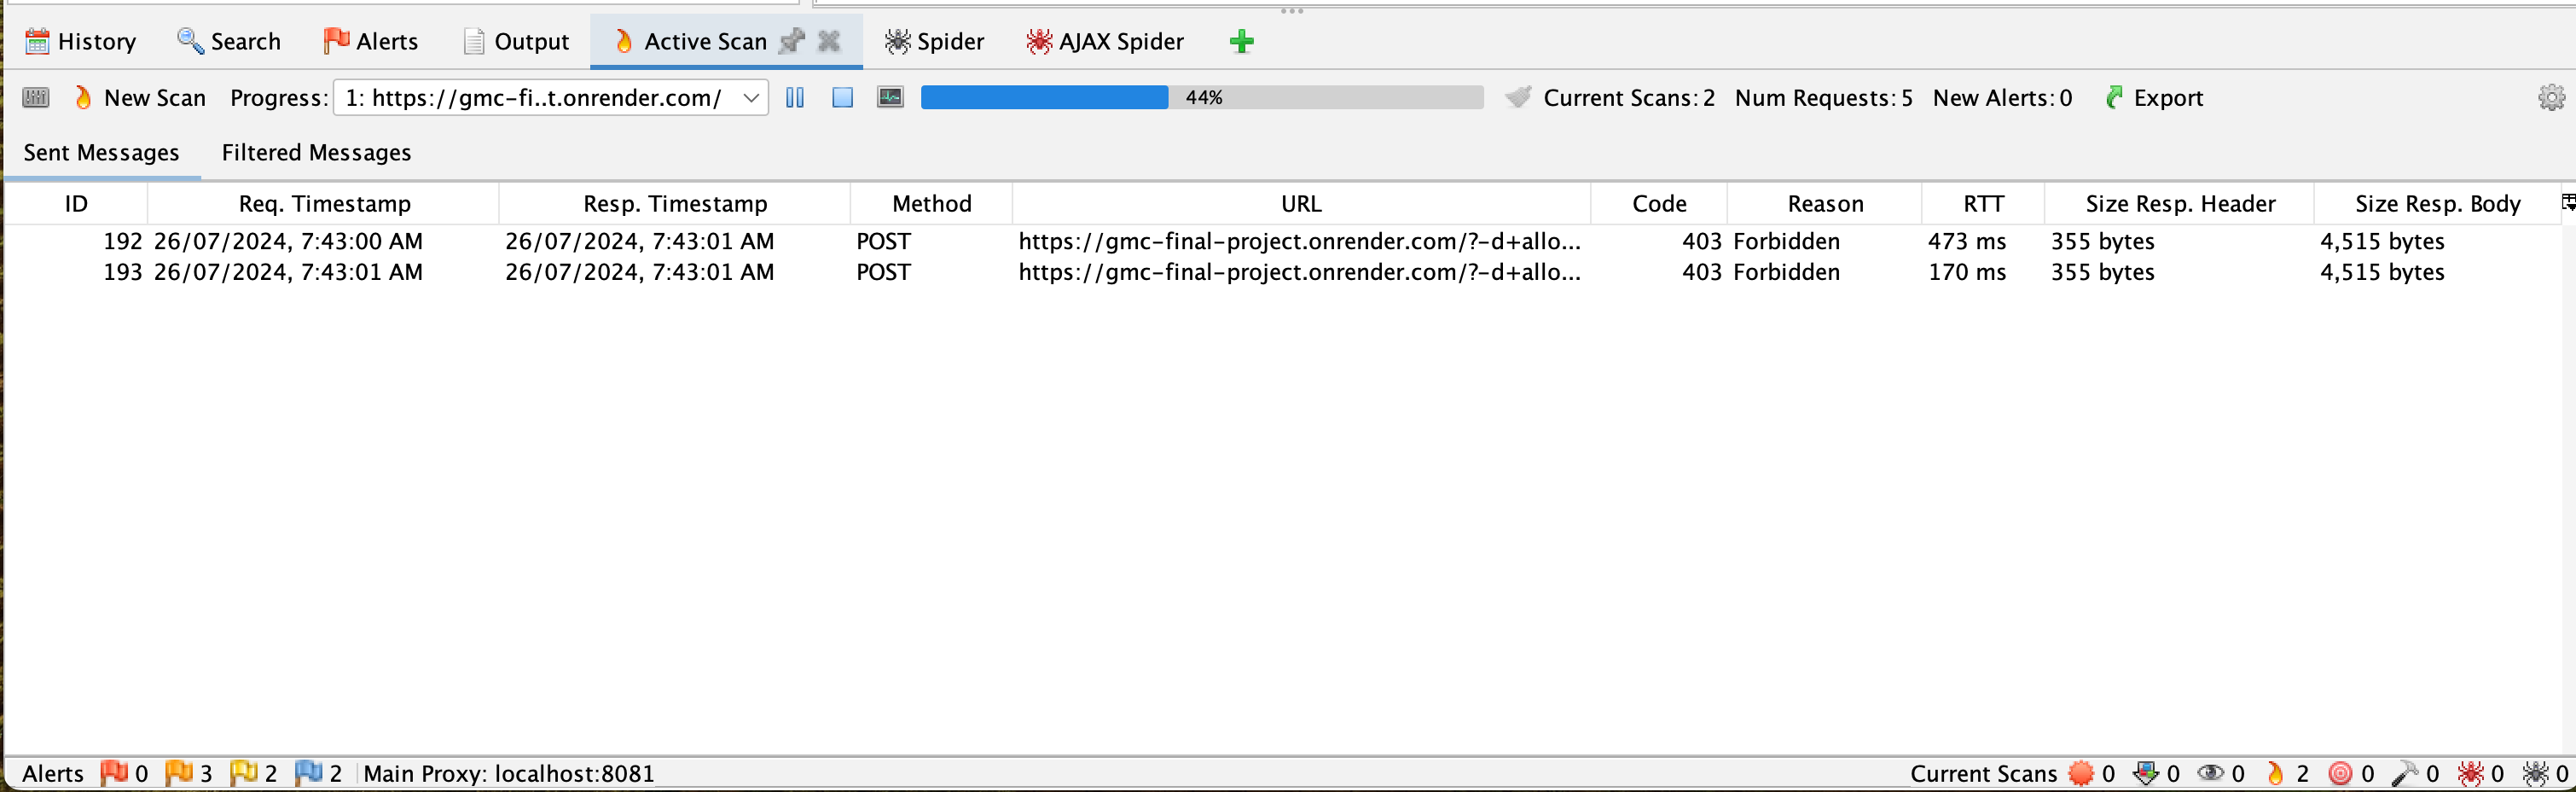 History Search Alerts Output Active Scan Spider AJAX Spider
New Scan Progress: 1: https://gmc-fi..t.onrender.com/ 44% Current Scans: 2 Num Requests: 5 New Alerts: 0 Export
Sent Messages Filtered Messages
ID Req. Timestamp Resp. Timestamp Method URL Code Reason RTT Size Resp. Header Size Resp. Body
192 26/07/2024, 7:43:00 AM 26/07/2024, 7:43:01 AM POST https://gmc-final-project.onrender.com/?-d+allo... 403 Forbidden 473 ms 355 bytes 4,515 bytes
193 26/07/2024, 7:43:01 AM 26/07/2024, 7:43:01 AM POST https://gmc-final-project.onrender.com/?-d+allo... 403 Forbidden 170 ms 355 bytes 4,515 bytes
Alerts 0 3 2 2 Main Proxy: localhost:8081 Current Scans 0 0 0 2 0 0 0 0